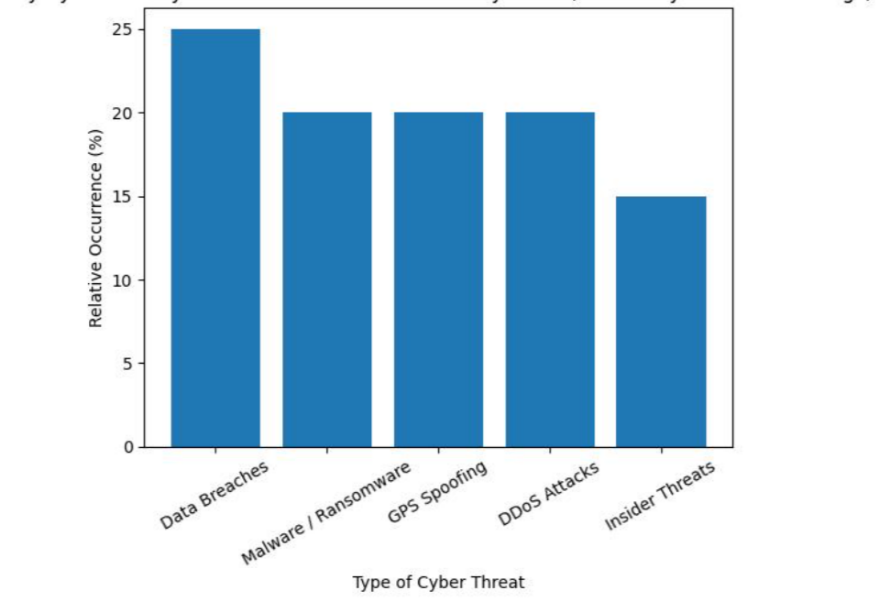 25
20
15
10
5
0
Relative Occurrence (%)
Data Breaches
Malware / Ransomware
GPS Spoofing
DDoS Attacks
Insider Threats
Type of Cyber Threat